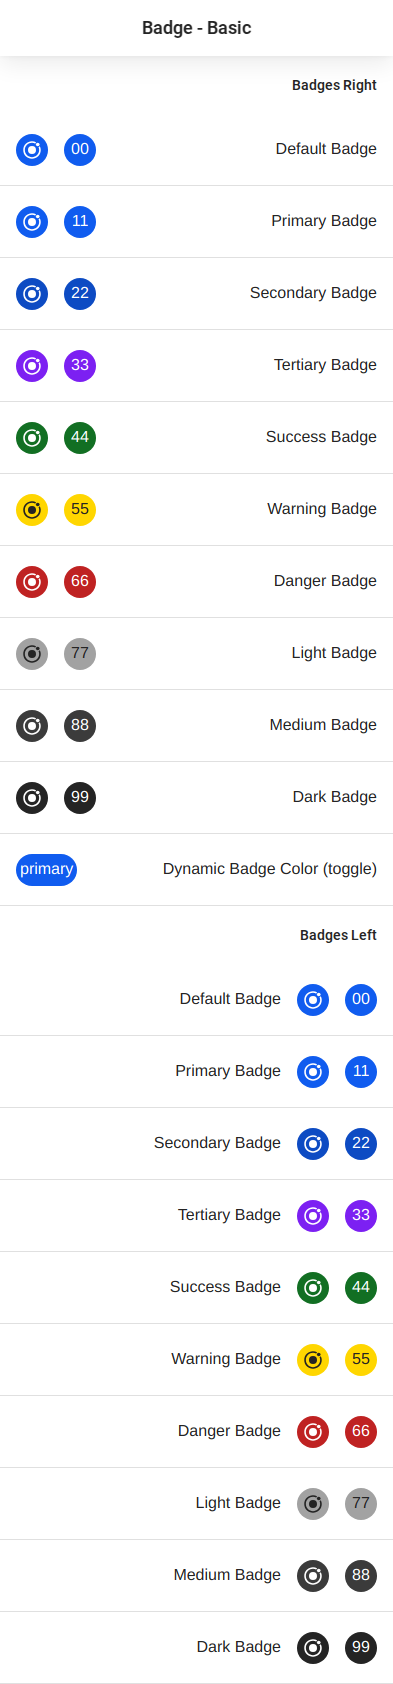 Badge - Basic
Badges Right
00 Default Badge
11 Primary Badge
22 Secondary Badge
33 Tertiary Badge
44 Success Badge
55 Warning Badge
66 Danger Badge
77 Light Badge
88 Medium Badge
99 Dark Badge
primary Dynamic Badge Color (toggle)
Badges Left
Default Badge 00
Primary Badge 11
Secondary Badge 22
Tertiary Badge 33
Success Badge 44
Warning Badge 55
Danger Badge 66
Light Badge 77
Medium Badge 88
Dark Badge 99